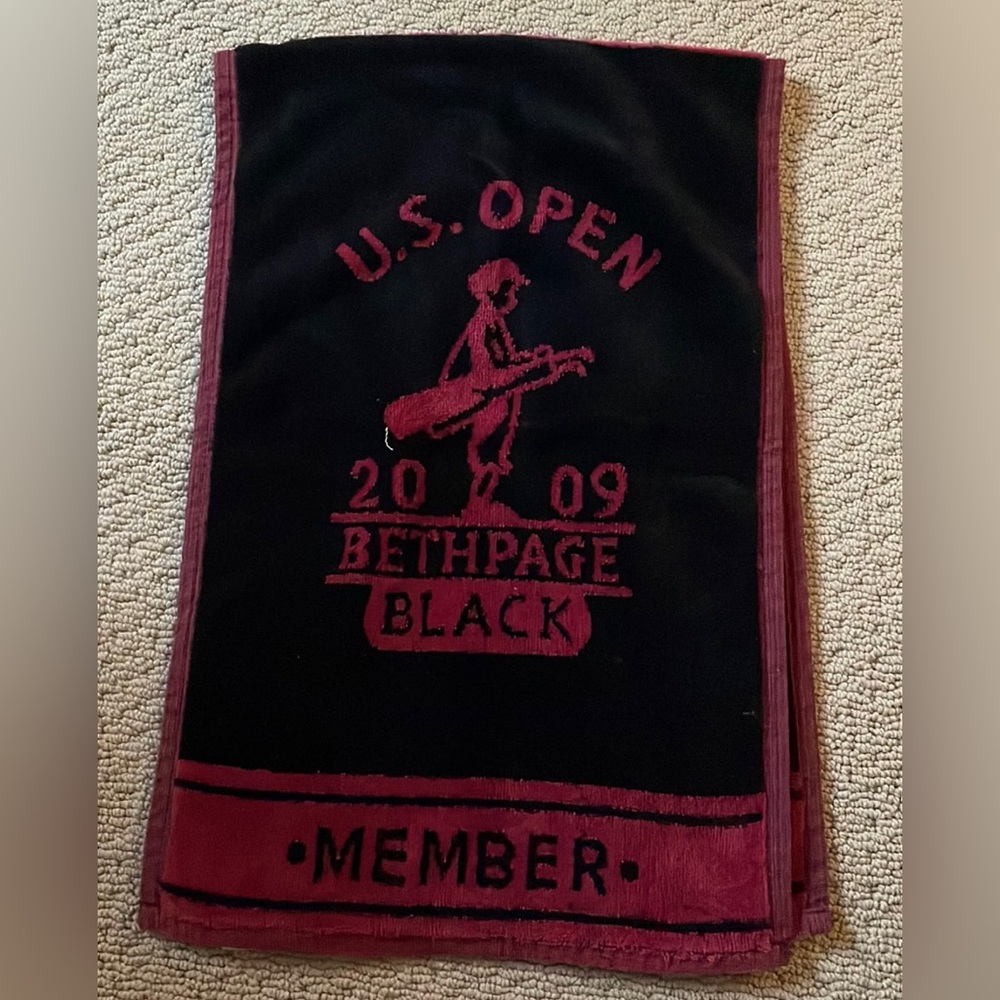 U.S. OPEN
20 09
BETHPAGE
BLACK
•MEMBER•